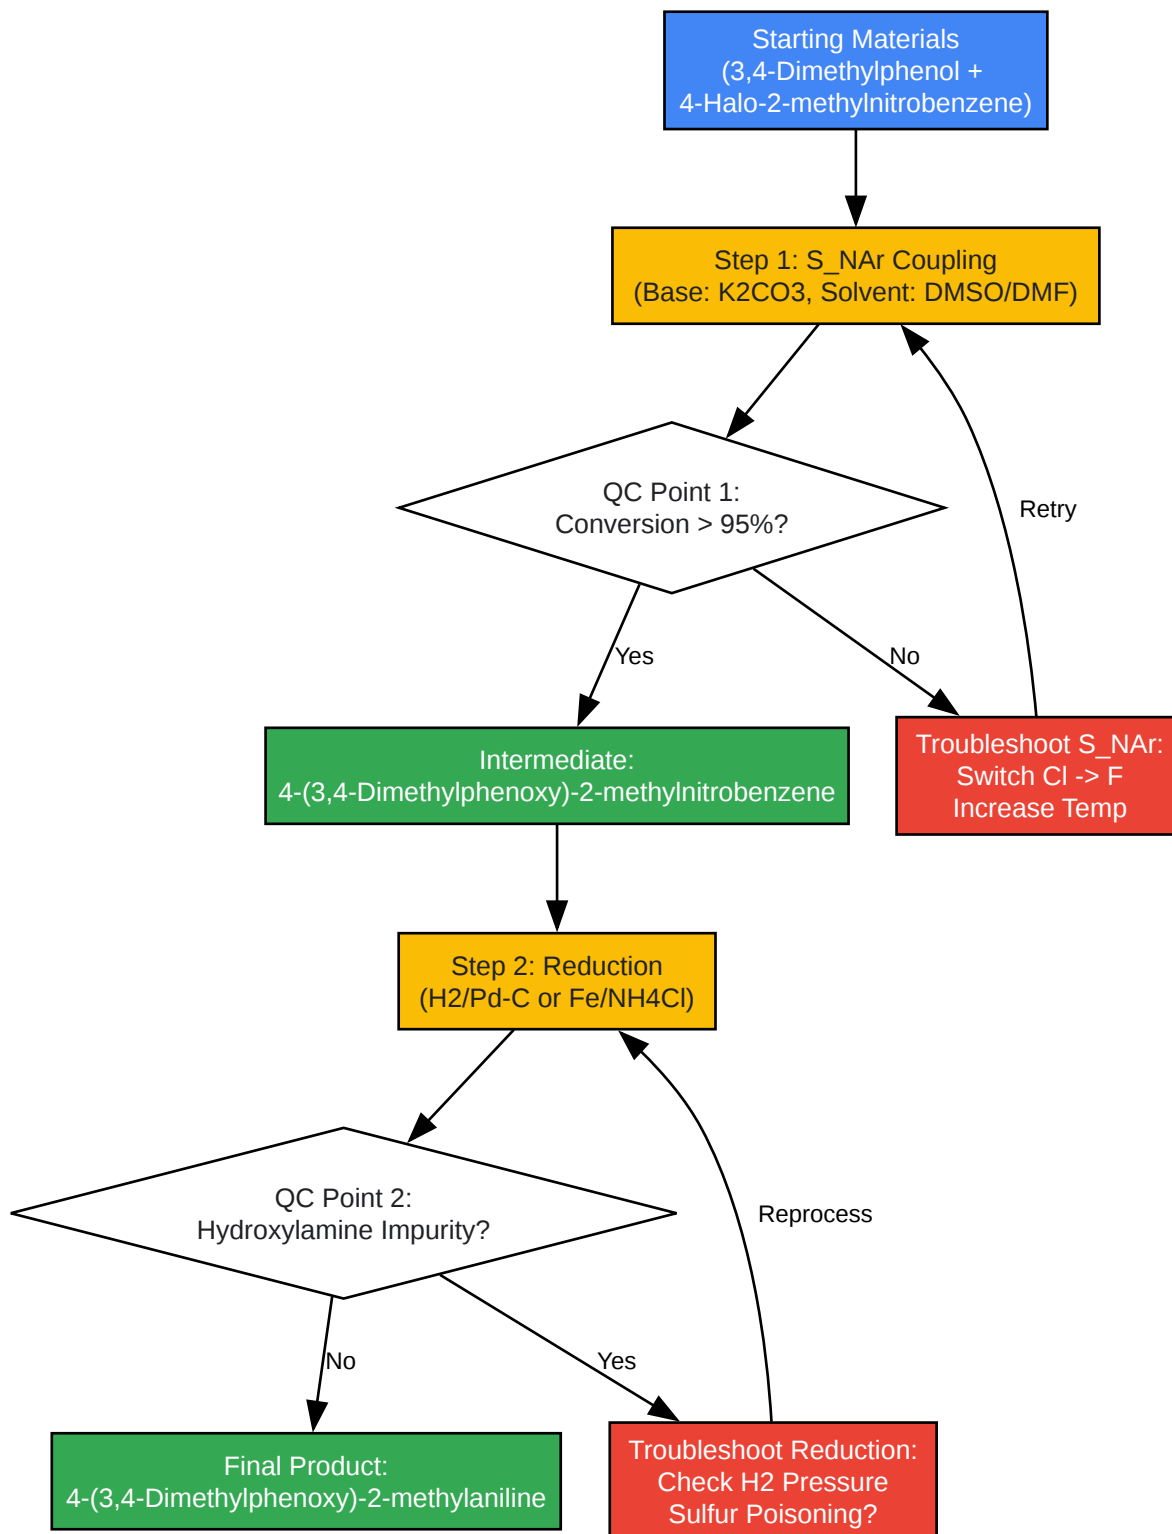 Starting Materials
(3,4-Dimethylphenol +
4-Halo-2-methylnitrobenzene)
Step 1: S_NAr Coupling
(Base: K2CO3, Solvent: DMSO/DMF)
QC Point 1:
Conversion > 95%?
Retry
Yes
No
Intermediate:
4-(3,4-Dimethylphenoxy)-2-methylnitrobenzene
Troubleshoot S_NAr:
Switch Cl -> F
Increase Temp
Step 2: Reduction
(H2/Pd-C or Fe/NH4Cl)
QC Point 2:
Hydroxylamine Impurity?
Reprocess
No
Yes
Final Product:
4-(3,4-Dimethylphenoxy)-2-methylaniline
Troubleshoot Reduction:
Check H2 Pressure
Sulfur Poisoning?